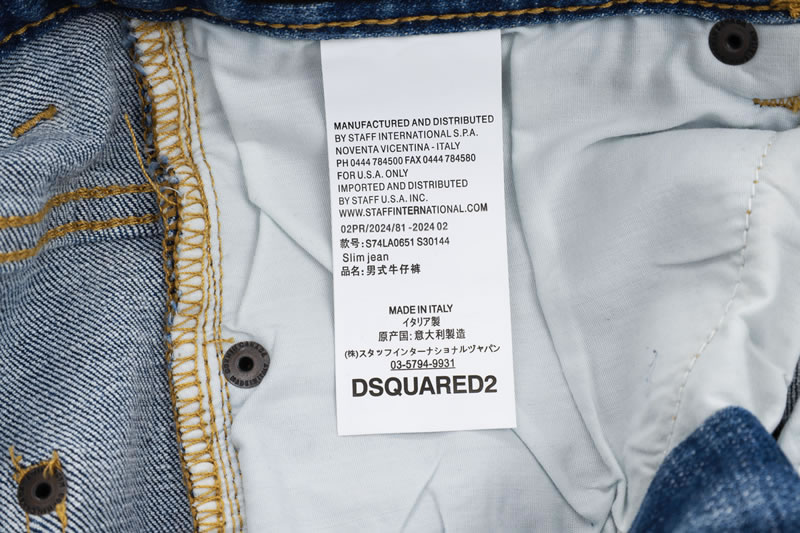 MANUFACTURED AND DISTRIBUTED
BY STAFF INTERNATIONAL S.P.A.
NOVENTA VICENTINA - ITALY
PH 0444 784500 FAX 0444 784580
FOR U.S.A. ONLY
IMPORTED AND DISTRIBUTED
BY STAFF U.S.A. INC.
WWW.STAFFINTERNATIONAL.COM
02PR/2024/81 -2024 02
款号: S74LA0651 S30144
Slim jean
品名: 男式牛仔裤
MADE IN ITALY
イタリア製
原产国: 意大利製造
(株)スタッフインターナショナルヅャパン
03-5794-9931
DSQUARED2